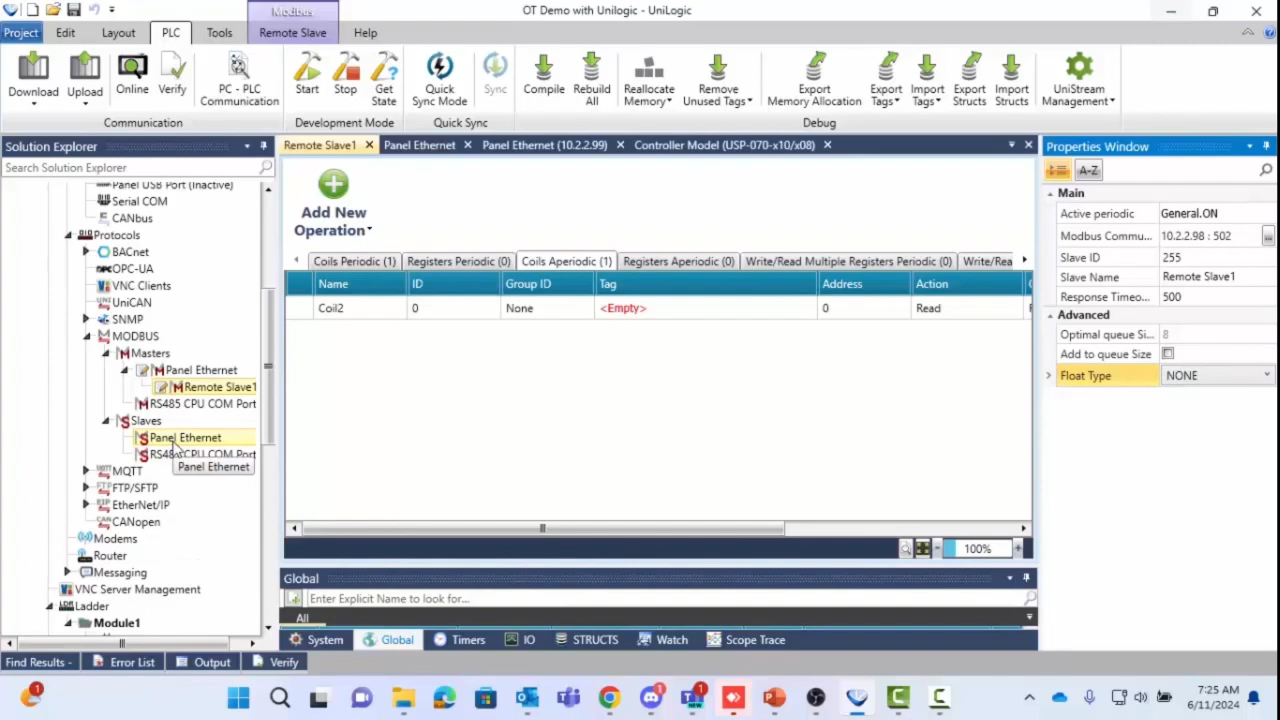 Modbus
OT Demo with Unilogic - UniLogic
Project Edit Layout PLC Tools Remote Slave Help
Download Upload Online Verify PC - PLC Communication Start Stop Get State Quick Sync Mode Sync Compile Rebuild All Reallocate Memory Remove Unused Tags Export Memory Allocation Export Tags Import Tags Export Structs Import Structs UniStream Management
Communication Development Mode Quick Sync Debug
Solution Explorer
Search Solution Explorer
Panel USB Port (Inactive)
Serial COM
CANbus
Protocols
BACnet
OPC-UA
VNC Clients
UniCAN
SNMP
MODBUS
Masters
Panel Ethernet
Remote Slave1
RS485 CPU COM Port
Slaves
Panel Ethernet
RS485 CPU COM Port
Panel Ethernet
MQTT
FTP/SFTP
EtherNet/IP
CANopen
Modems
Router
Messaging
VNC Server Management
Ladder
Module1
Remote Slave1 Panel Ethernet Panel Ethernet (10.2.2.99) Controller Model (USP-070-x10/x08)
Add New
Operation
Coils Periodic (1) Registers Periodic (0) Coils Aperiodic (1) Registers Aperiodic (0) Write/Read Multiple Registers Periodic (0) Write/Rea
Name ID Group ID Tag Address Action
Coil2 0 None <Empty> 0 Read
100%
Global
Enter Explicit Name to look for...
All
System Global Timers IO STRUCTS Watch Scope Trace
Properties Window
A-Z
Main
Active periodic General.ON
Modbus Commu... 10.2.2.98 : 502
Slave ID 255
Slave Name Remote Slave1
Response Timeo... 500
Advanced
Optimal queue Si... 8
Add to queue Size
Float Type NONE
Find Results - Error List Output Verify
1
1
NEW
7:25 AM
6/11/2024